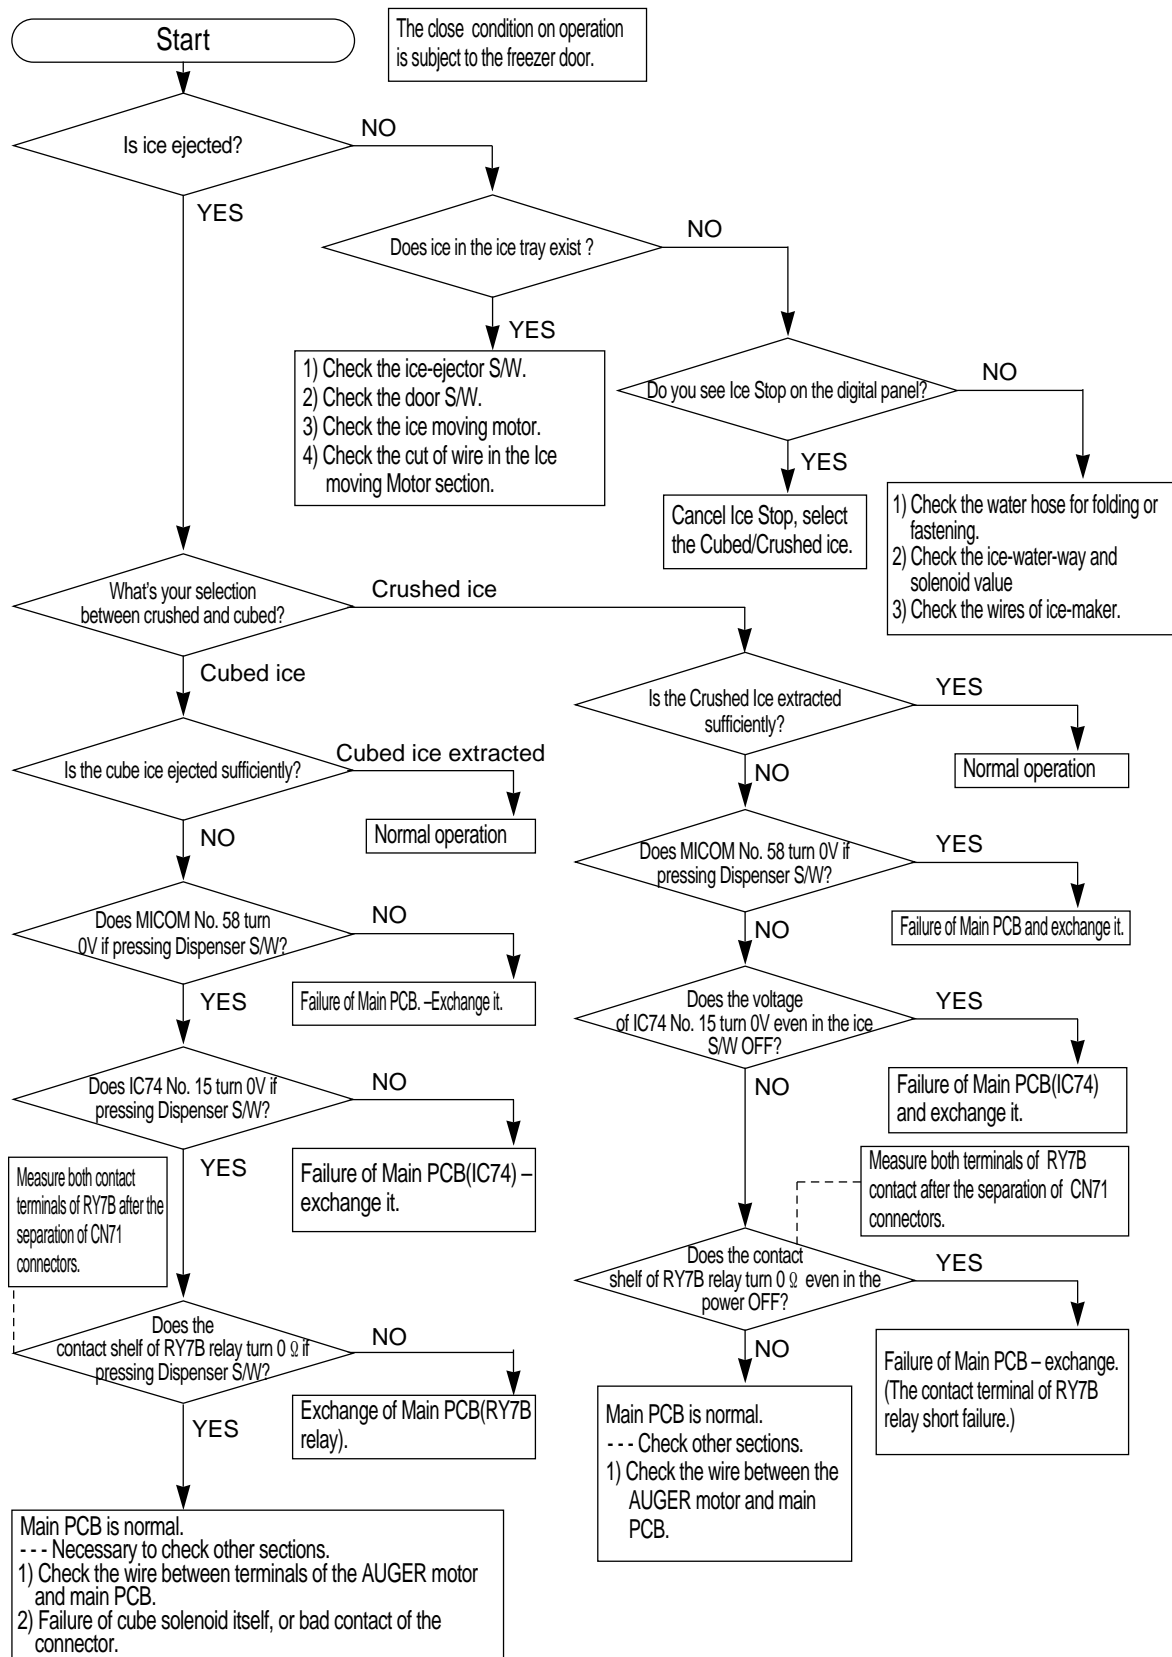 Start
The close condition on operation
is subject to the freezer door.
Is ice ejected?
NO
YES
Does ice in the ice tray exist ?
NO
YES
1) Check the ice-ejector S/W.
2) Check the door S/W.
3) Check the ice moving motor.
4) Check the cut of wire in the Ice
moving Motor section.
Do you see Ice Stop on the digital panel?
NO
YES
Cancel Ice Stop, select
the Cubed/Crushed ice.
1) Check the water hose for folding or
fastening.
2) Check the ice-water-way and
solenoid value
3) Check the wires of ice-maker.
What's your selection
between crushed and cubed?
Crushed ice
Cubed ice
Is the cube ice ejected sufficiently?
Cubed ice extracted
Normal operation
NO
Does MICOM No. 58 turn
0V if pressing Dispenser S/W?
NO
Failure of Main PCB. –Exchange it.
YES
Does IC74 No. 15 turn 0V if
pressing Dispenser S/W?
NO
Failure of Main PCB(IC74) –
exchange it.
YES
Measure both contact
terminals of RY7B after the
separation of CN71
connectors.
Does the
contact shelf of RY7B relay turn 0 Ω if
pressing Dispenser S/W?
NO
Exchange of Main PCB(RY7B
relay).
YES
Main PCB is normal.
- - - Necessary to check other sections.
1) Check the wire between terminals of the AUGER motor
and main PCB.
2) Failure of cube solenoid itself, or bad contact of the
connector.
Is the Crushed Ice extracted
sufficiently?
YES
Normal operation
NO
Does MICOM No. 58 turn 0V if
pressing Dispenser S/W?
YES
Failure of Main PCB and exchange it.
NO
Does the voltage
of IC74 No. 15 turn 0V even in the ice
S/W OFF?
YES
Failure of Main PCB(IC74)
and exchange it.
NO
Measure both terminals of RY7B
contact after the separation of CN71
connectors.
Does the contact
shelf of RY7B relay turn 0 Ω even in the
power OFF?
YES
Failure of Main PCB – exchange.
(The contact terminal of RY7B
relay short failure.)
NO
Main PCB is normal.
- - - Check other sections.
1) Check the wire between the
AUGER motor and main
PCB.